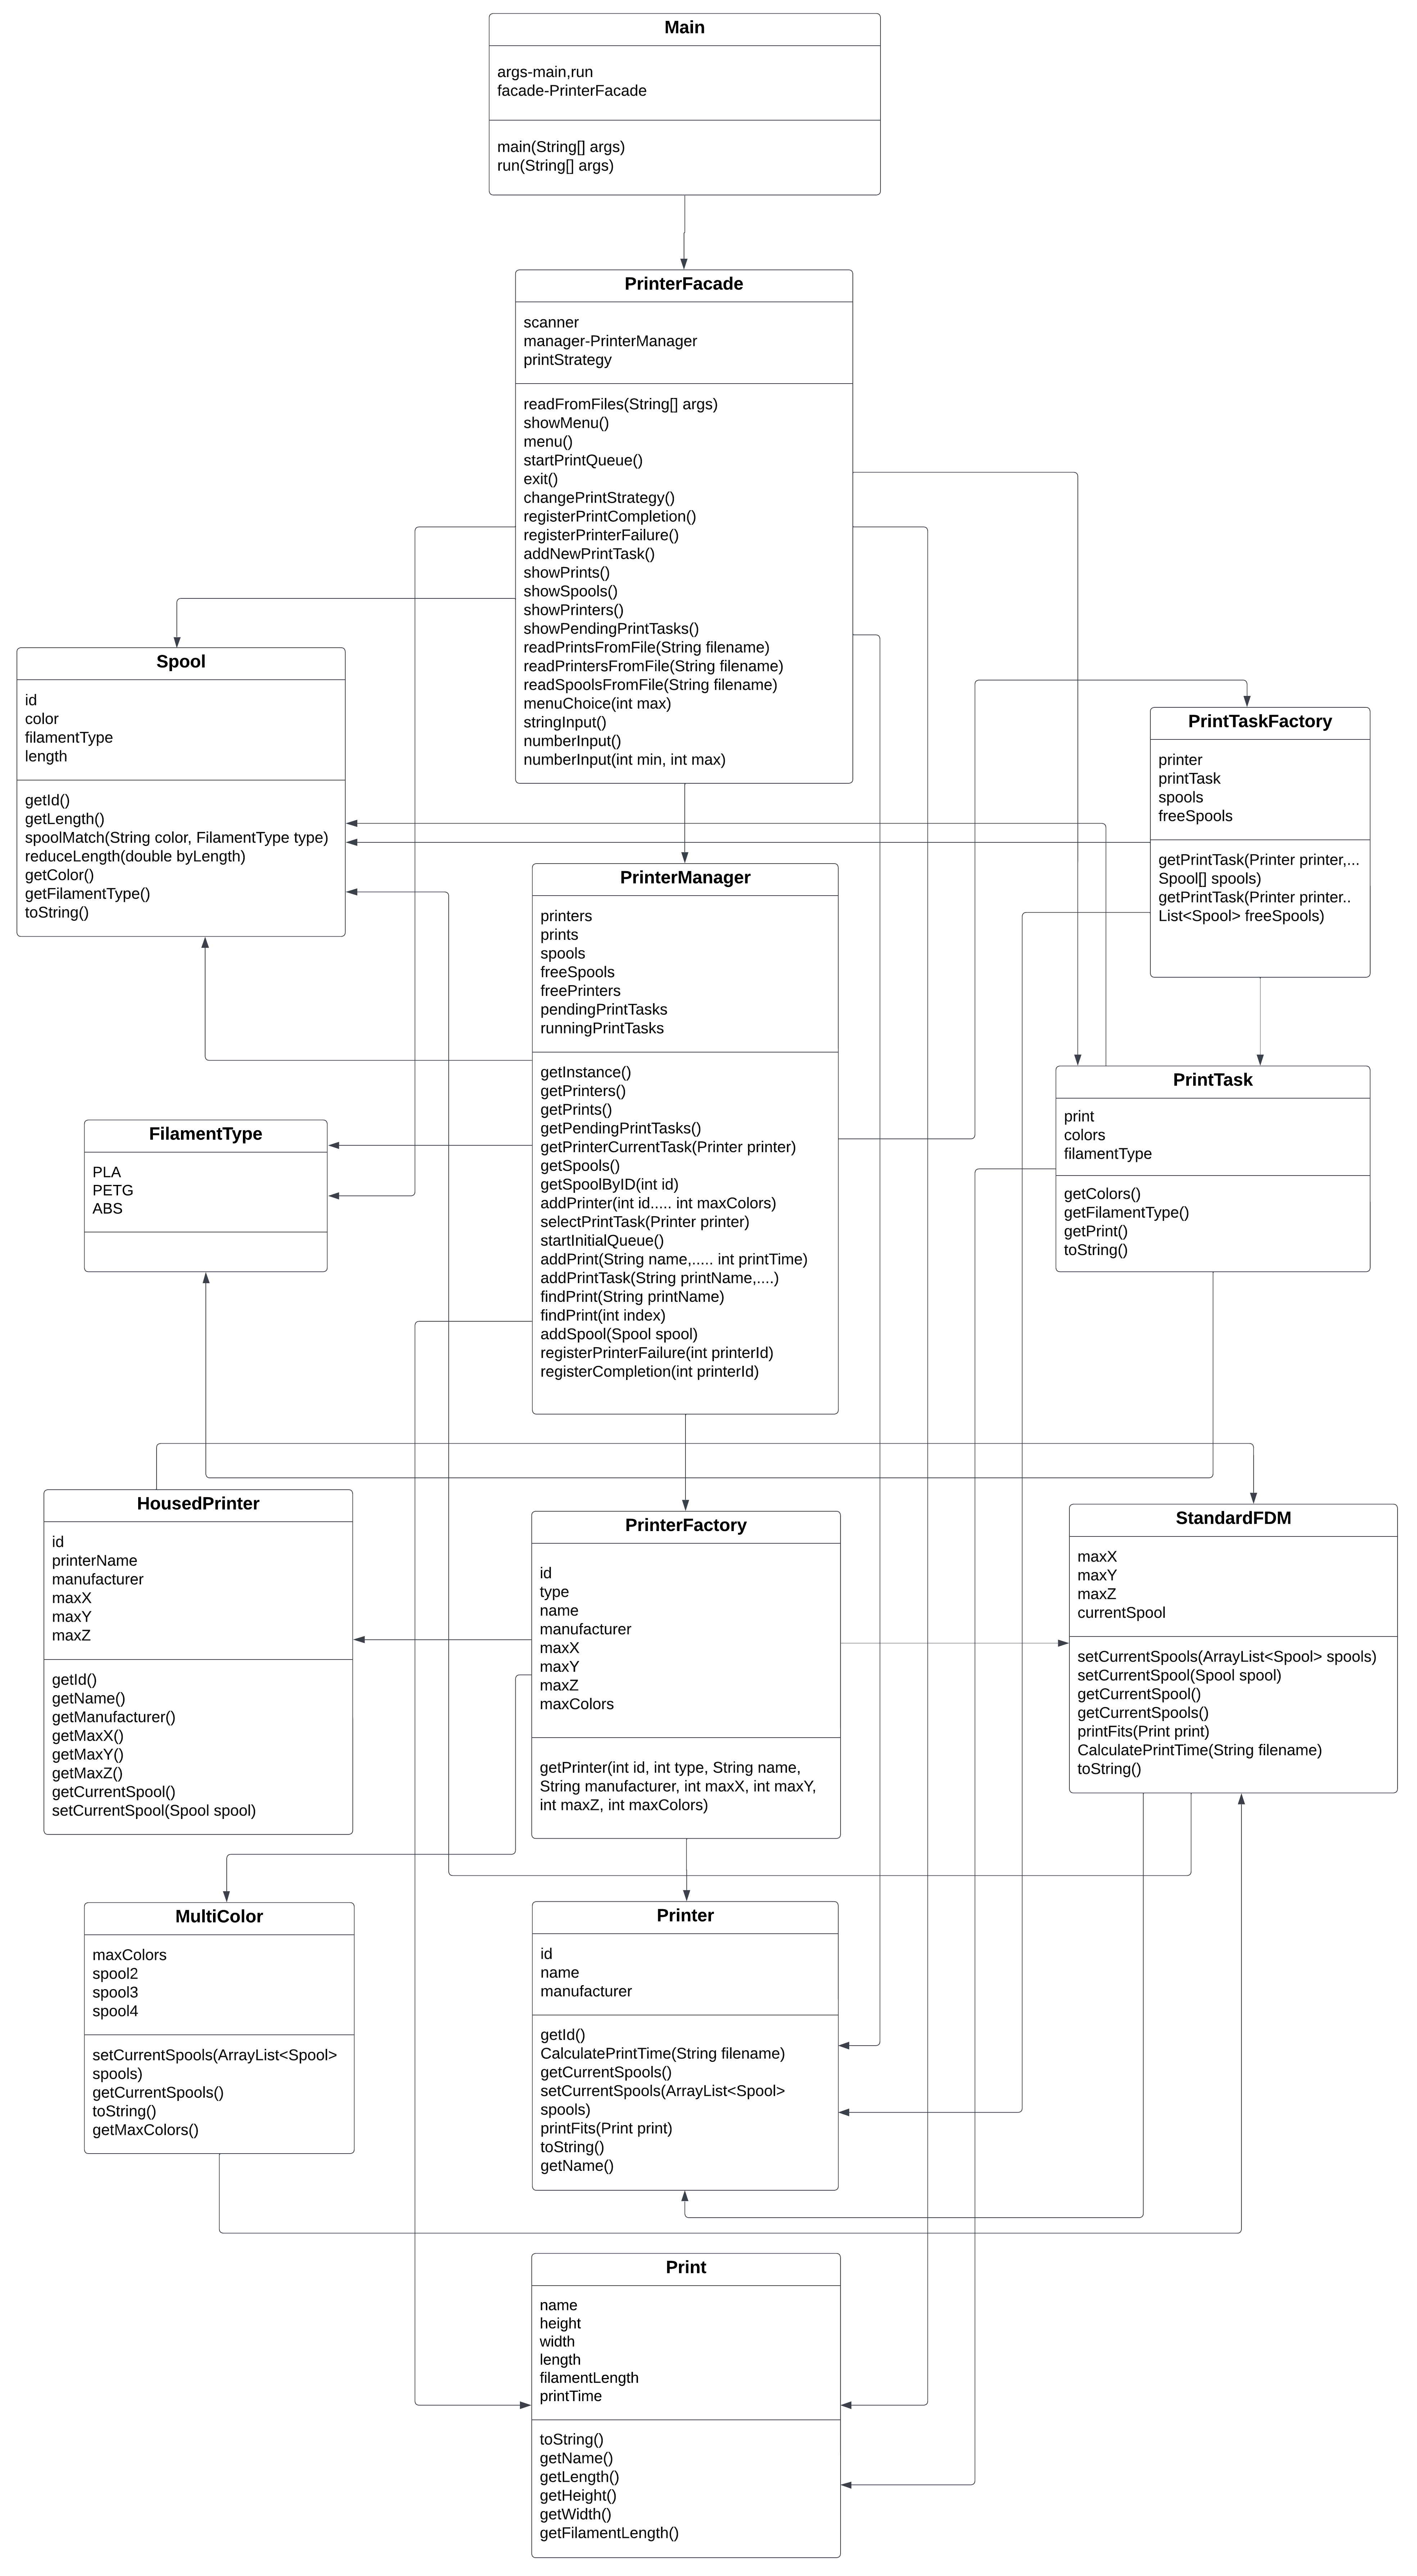 Main
args-main,run
facade-PrinterFacade
main(String[] args)
run(String[] args)
PrinterFacade
scanner
manager-PrinterManager
printStrategy
readFromFiles(String[] args)
showMenu()
menu()
startPrintQueue()
exit()
changePrintStrategy()
registerPrintCompletion()
registerPrinterFailure()
addNewPrintTask()
showPrints()
showSpools()
showPrinters()
showPendingPrintTasks()
readPrintsFromFile(String filename)
readPrintersFromFile(String filename)
readSpoolsFromFile(String filename)
menuChoice(int max)
stringInput()
numberInput()
numberInput(int min, int max)
Spool
id
color
filamentType
length
getId()
getLength()
spoolMatch(String color, FilamentType type)
reduceLength(double byLength)
getColor()
getFilamentType()
toString()
PrintTaskFactory
printer
printTask
spools
freeSpools
getPrintTask(Printer printer,...
Spool[] spools)
getPrintTask(Printer printer..
List<Spool> freeSpools)
PrinterManager
printers
prints
spools
freeSpools
freePrinters
pendingPrintTasks
runningPrintTasks
getInstance()
getPrinters()
getPrints()
getPendingPrintTasks()
getPrinterCurrentTask(Printer printer)
getSpools()
getSpoolByID(int id)
addPrinter(int id..... int maxColors)
selectPrintTask(Printer printer)
startInitialQueue()
addPrint(String name,..... int printTime)
addPrintTask(String printName,....)
findPrint(String printName)
findPrint(int index)
addSpool(Spool spool)
registerPrinterFailure(int printerId)
registerCompletion(int printerId)
FilamentType
PLA
PETG
ABS
PrintTask
print
colors
filamentType
getColors()
getFilamentType()
getPrint()
toString()
HousedPrinter
id
printerName
manufacturer
maxX
maxY
maxZ
getId()
getName()
getManufacturer()
getMaxX()
getMaxY()
getMaxZ()
getCurrentSpool()
setCurrentSpool(Spool spool)
PrinterFactory
id
type
name
manufacturer
maxX
maxY
maxZ
maxColors
getPrinter(int id, int type, String name,
String manufacturer, int maxX, int maxY,
int maxZ, int maxColors)
StandardFDM
maxX
maxY
maxZ
currentSpool
setCurrentSpools(ArrayList<Spool> spools)
setCurrentSpool(Spool spool)
getCurrentSpool()
getCurrentSpools()
printFits(Print print)
CalculatePrintTime(String filename)
toString()
MultiColor
maxColors
spool2
spool3
spool4
setCurrentSpools(ArrayList<Spool>
spools)
getCurrentSpools()
toString()
getMaxColors()
Printer
id
name
manufacturer
getId()
CalculatePrintTime(String filename)
getCurrentSpools()
setCurrentSpools(ArrayList<Spool>
spools)
printFits(Print print)
toString()
getName()
Print
name
height
width
length
filamentLength
printTime
toString()
getName()
getLength()
getHeight()
getWidth()
getFilamentLength()